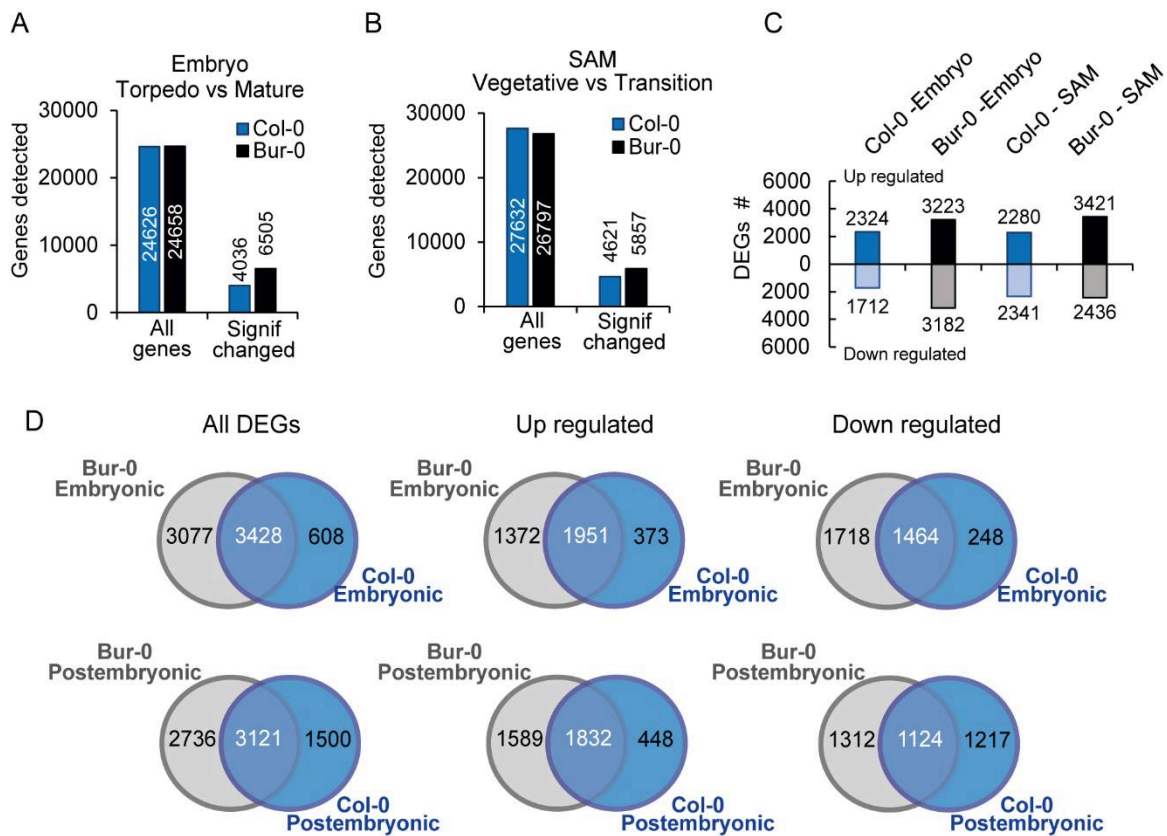 A
Embryo
Torpedo vs Mature
30000
20000
10000
0
Genes detected
Col-0
Bur-0
24626
24658
4036
6505
All
genes
Signif
changed
B
SAM
Vegetative vs Transition
30000
20000
10000
0
Genes detected
Col-0
Bur-0
27632
26797
4621
5857
All
genes
Signif
changed
C
Col-0 -Embryo
Bur-0 -Embryo
Col-0 - SAM
Bur-0 - SAM
6000
4000
2000
0
2000
4000
6000
DEGs #
Up regulated
2324
3223
2280
3421
1712
3182
2341
2436
Down regulated
D
All DEGs
Up regulated
Down regulated
Bur-0
Embryonic
3077
3428
608
Col-0
Embryonic
Bur-0
Embryonic
1372
1951
373
Col-0
Embryonic
Bur-0
Embryonic
1718
1464
248
Col-0
Embryonic
Bur-0
Postembryonic
2736
3121
1500
Col-0
Postembryonic
Bur-0
Postembryonic
1589
1832
448
Col-0
Postembryonic
Bur-0
Postembryonic
1312
1124
1217
Col-0
Postembryonic